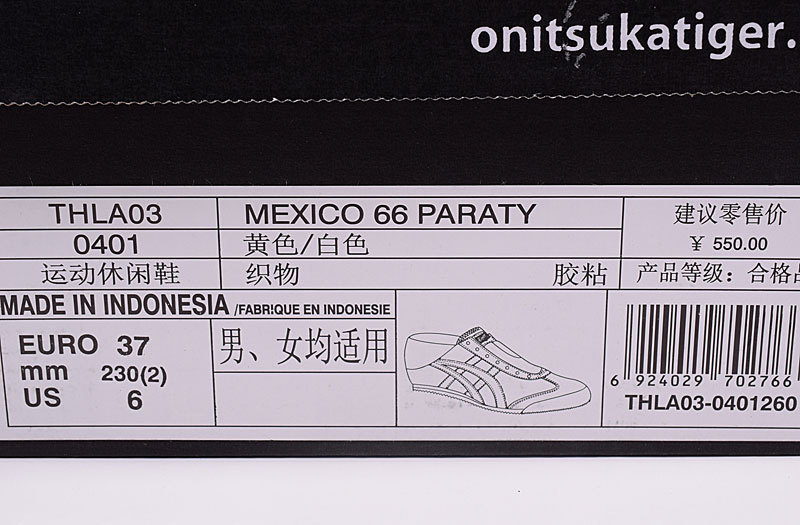 onitsukatiger.
THLA03 MEXICO 66 PARATY 建议零售价
0401 黄色/白色 ￥ 550.00
运动休闲鞋 织物 胶粘 产品等级：合格品
MADE IN INDONESIA /FABRIQUE EN INDONESIE
EURO 37 男、女均适用
mm 230(2)
US 6
6 924029 702766
THLA03-0401260